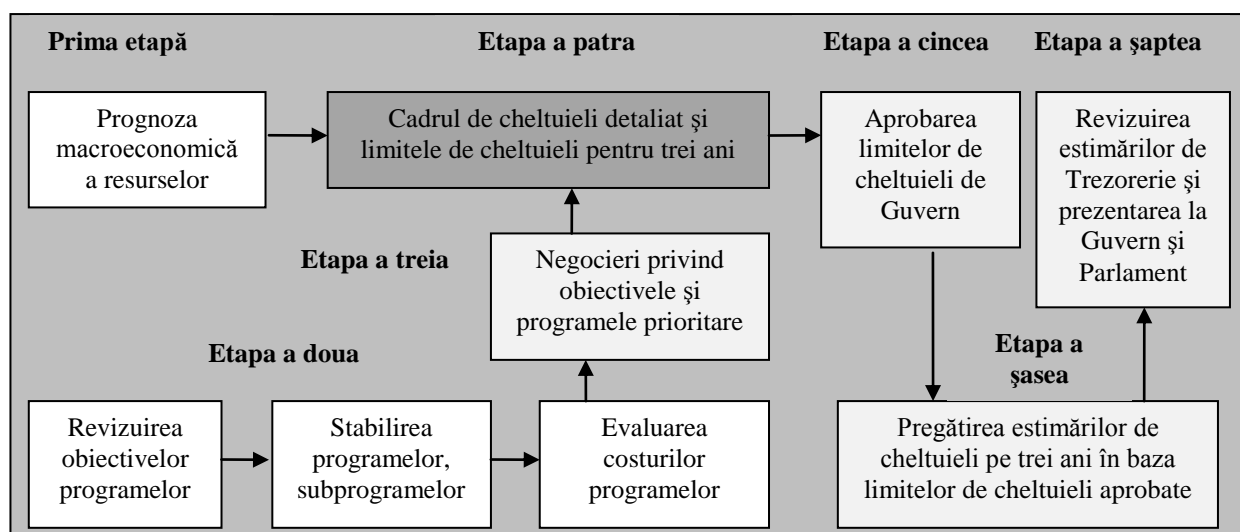 Prima etapă
Etapa a patra
Etapa a cincea
Etapa a şaptea
Prognoza
macroeconomică
a resurselor
Cadrul de cheltuieli detaliat şi
limitele de cheltuieli pentru trei ani
Aprobarea
limitelor de
cheltuieli de
Guvern
Revizuirea
estimărilor de
Trezorerie şi
prezentarea la
Guvern şi
Parlament
Etapa a treia
Negocieri privind
obiectivele şi
programele prioritare
Etapa a doua
Etapa a
şasea
Revizuirea
obiectivelor
programelor
Stabilirea
programelor,
subprogramelor
Evaluarea
costurilor
programelor
Pregătirea estimărilor de
cheltuieli pe trei ani în baza
limitelor de cheltuieli aprobate